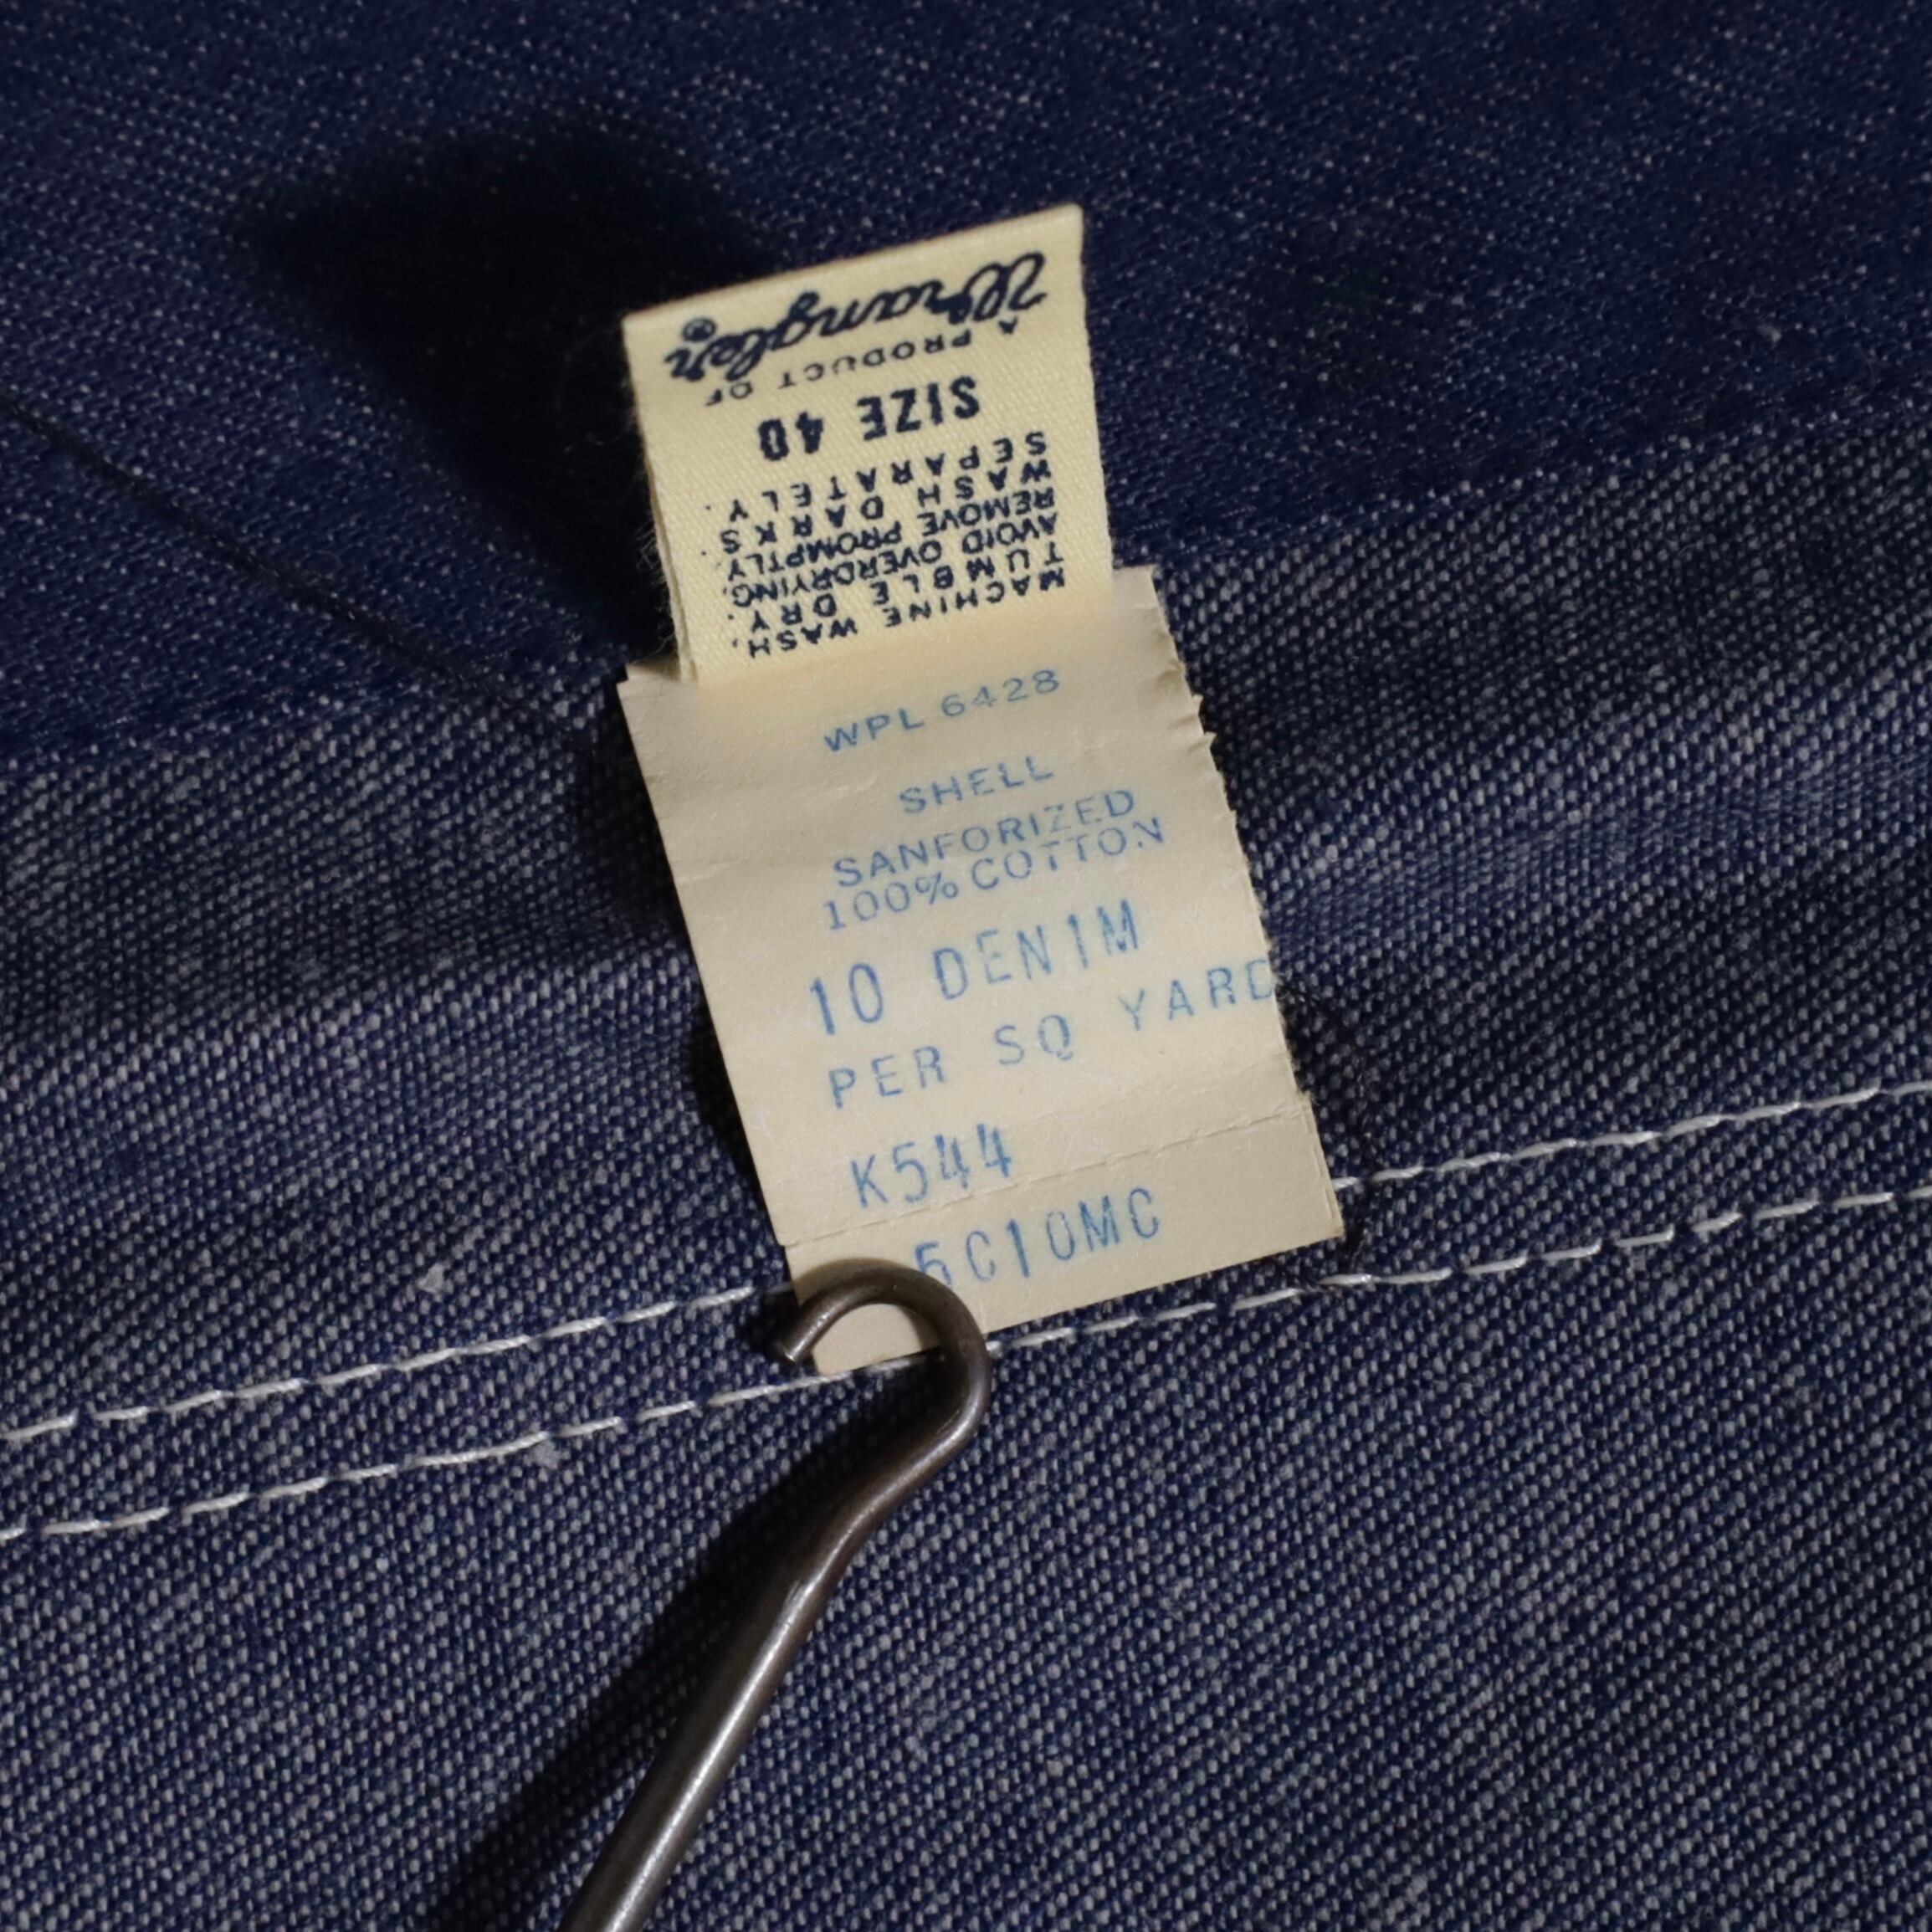 Wrangler®
A PRODUCT OF
SIZE 40
SEPARATELY.
WASH DARKS
REMOVE PROMPTLY.
AVOID OVERDRYING.
TUMBLE DRY.
MACHINE WASH.
WPL 6428
SHELL
SANFORIZED
100% COTTON
10 DENIM
PER SQ YARD
K544
5C10MC